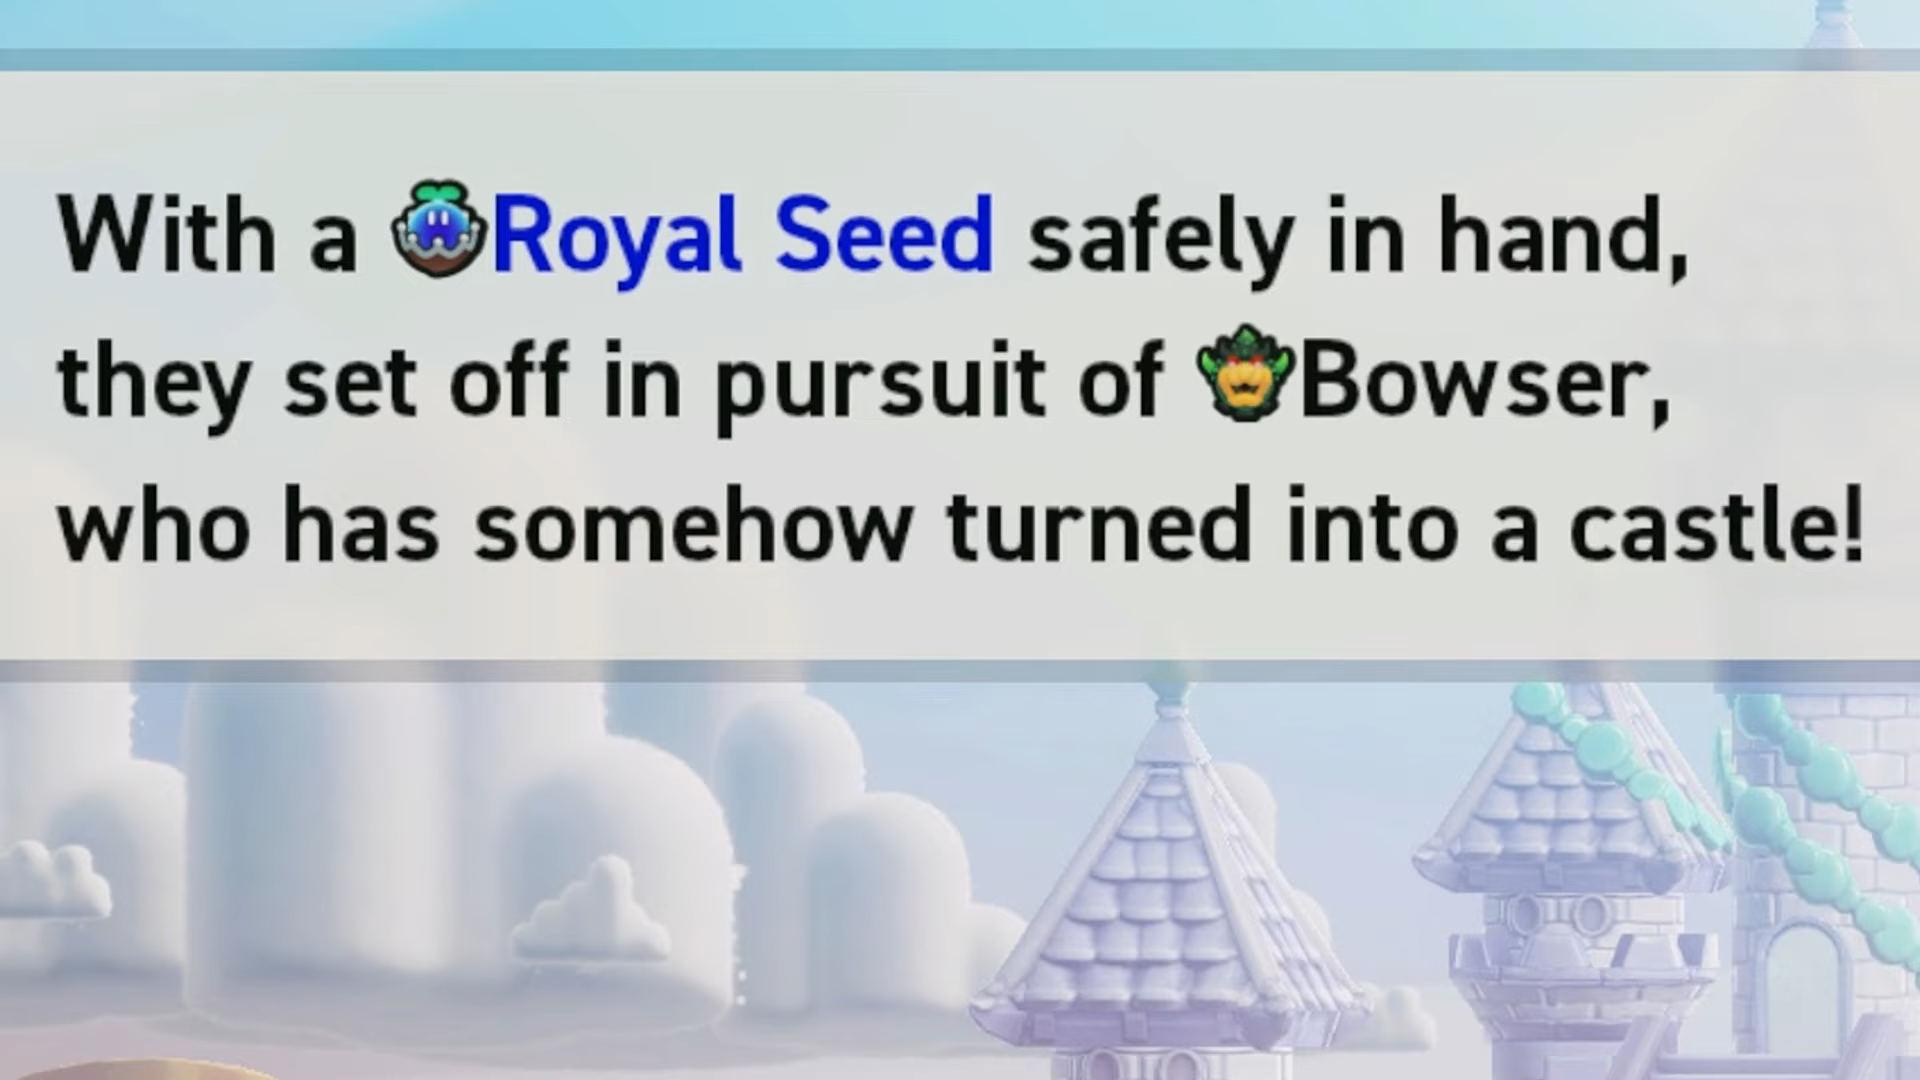 With a Royal Seed safely in hand,
they set off in pursuit of Bowser,
who has somehow turned into a castle!